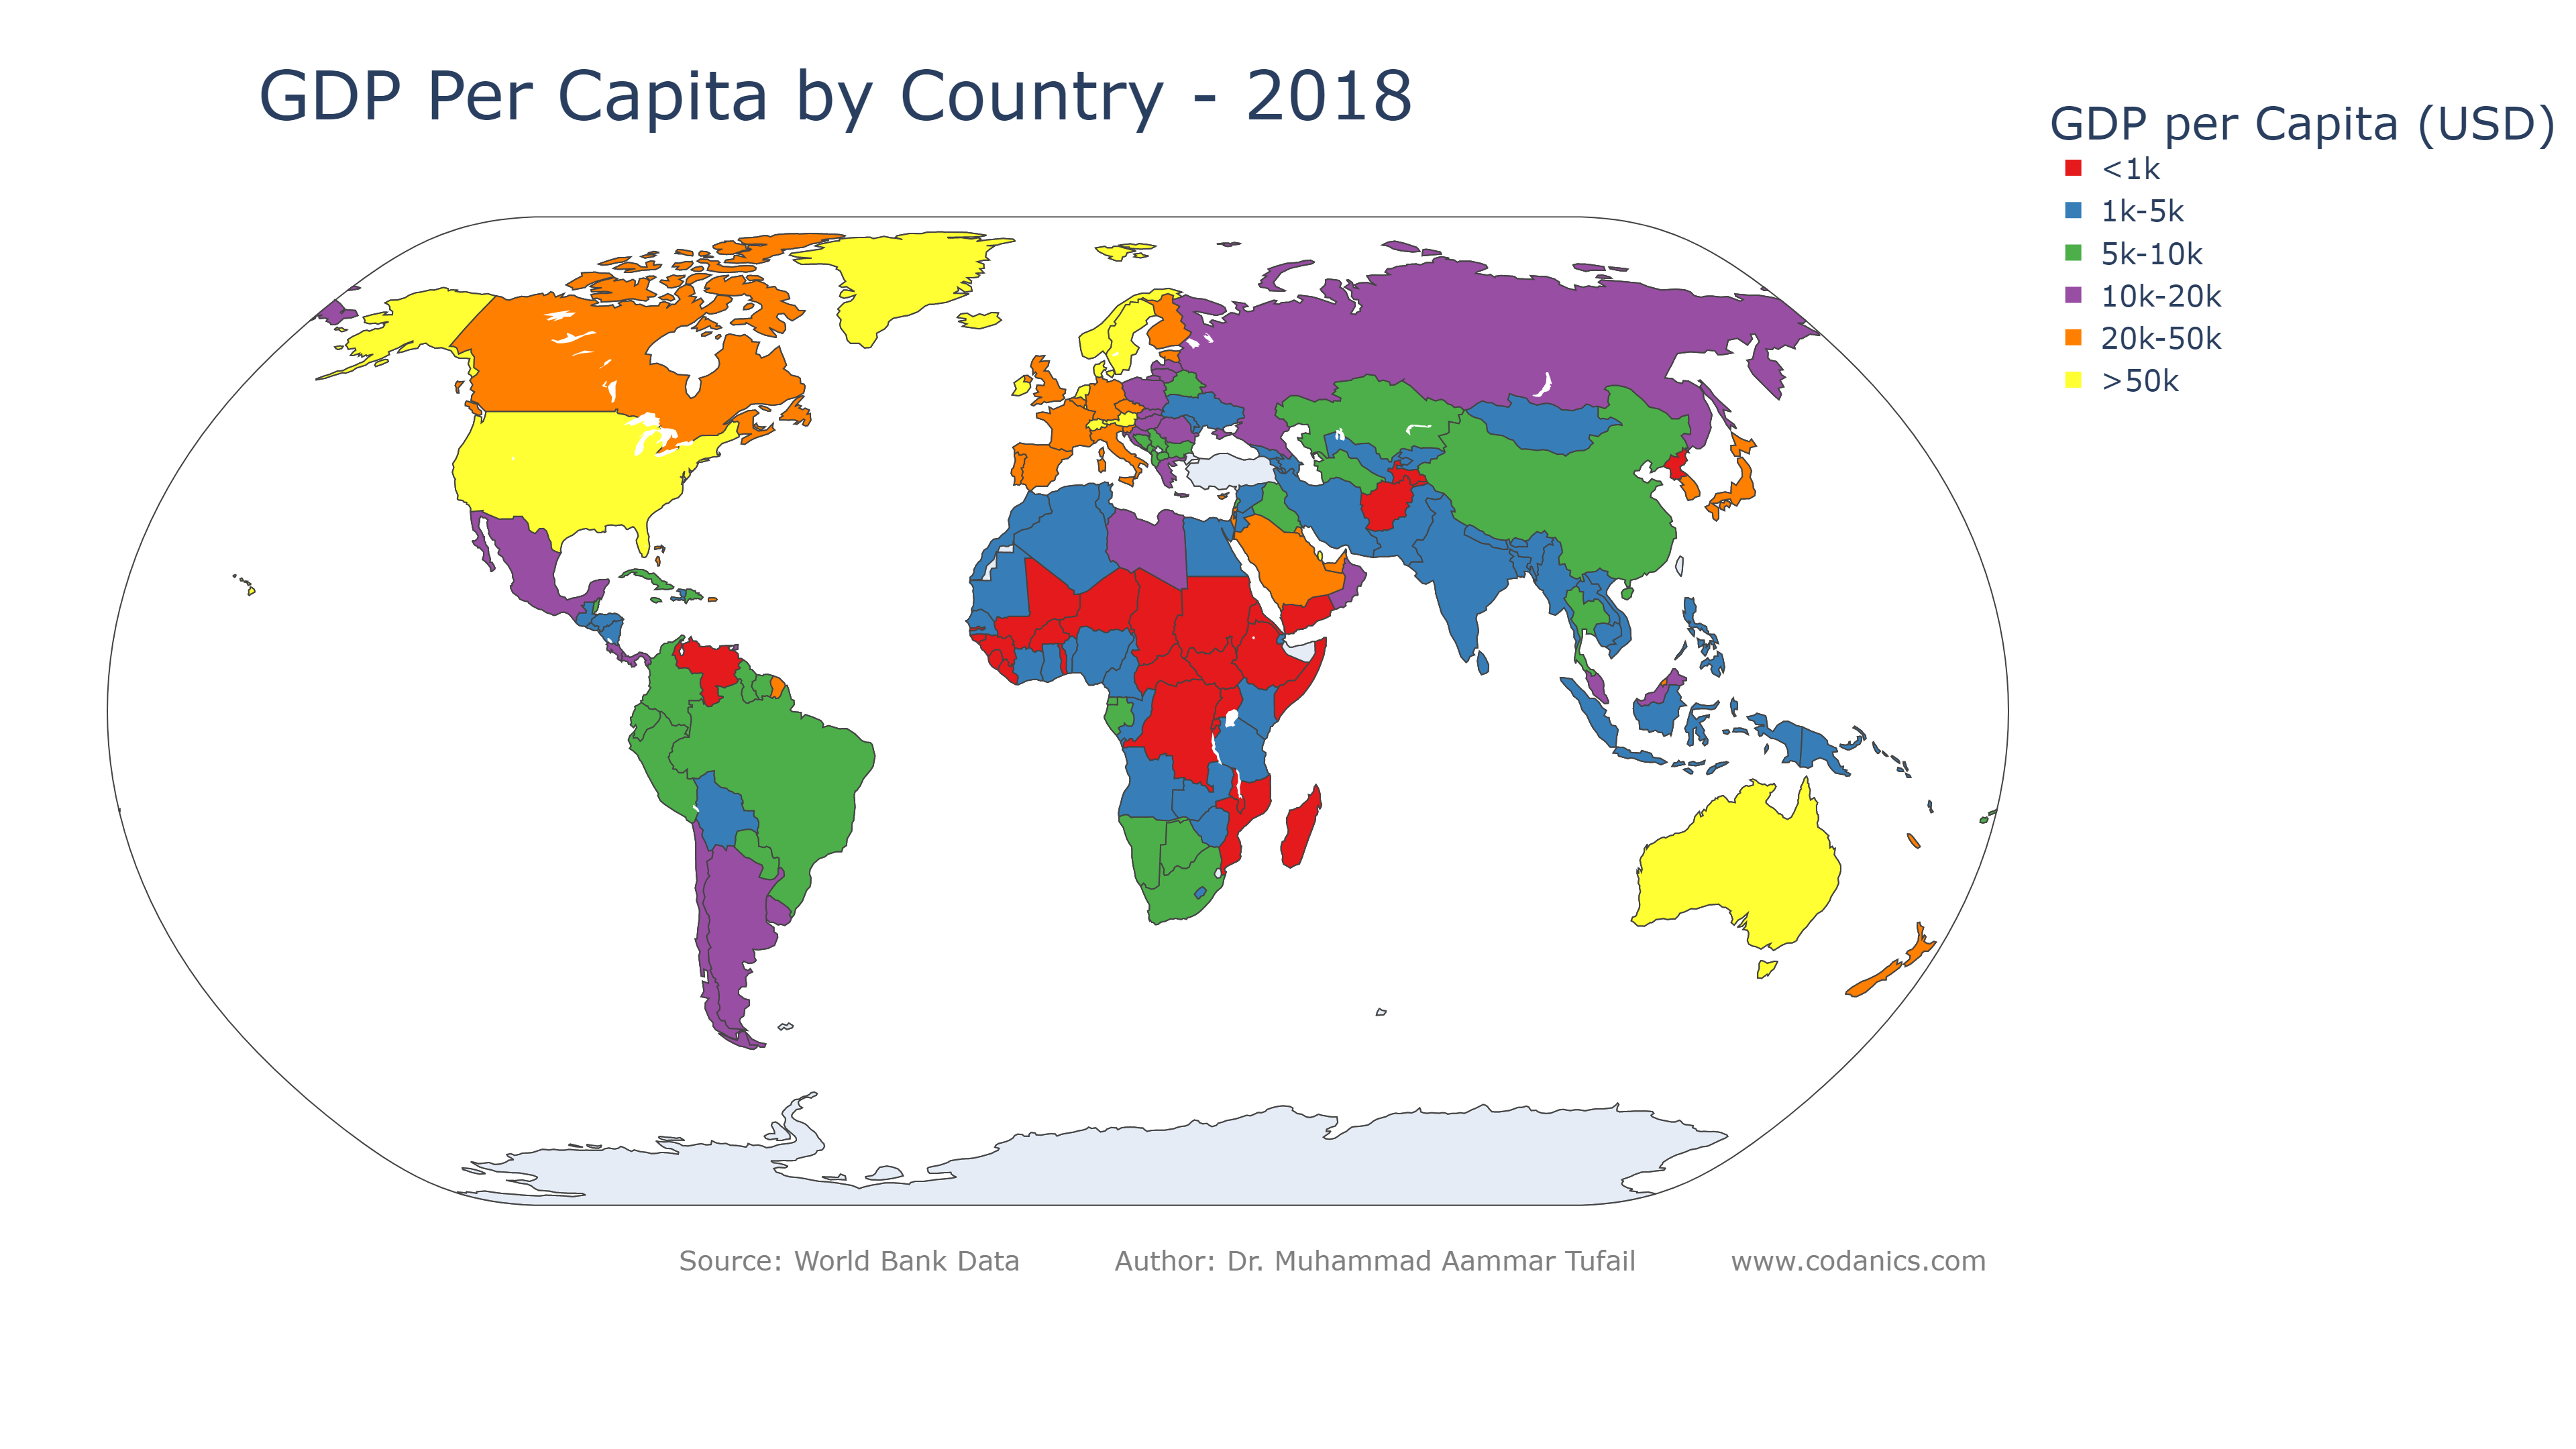 GDP Per Capita by Country - 2018
GDP per Capita (USD)
<1k
1k-5k
5k-10k
10k-20k
20k-50k
>50k
Source: World Bank Data Author: Dr. Muhammad Aammar Tufail www.codanics.com